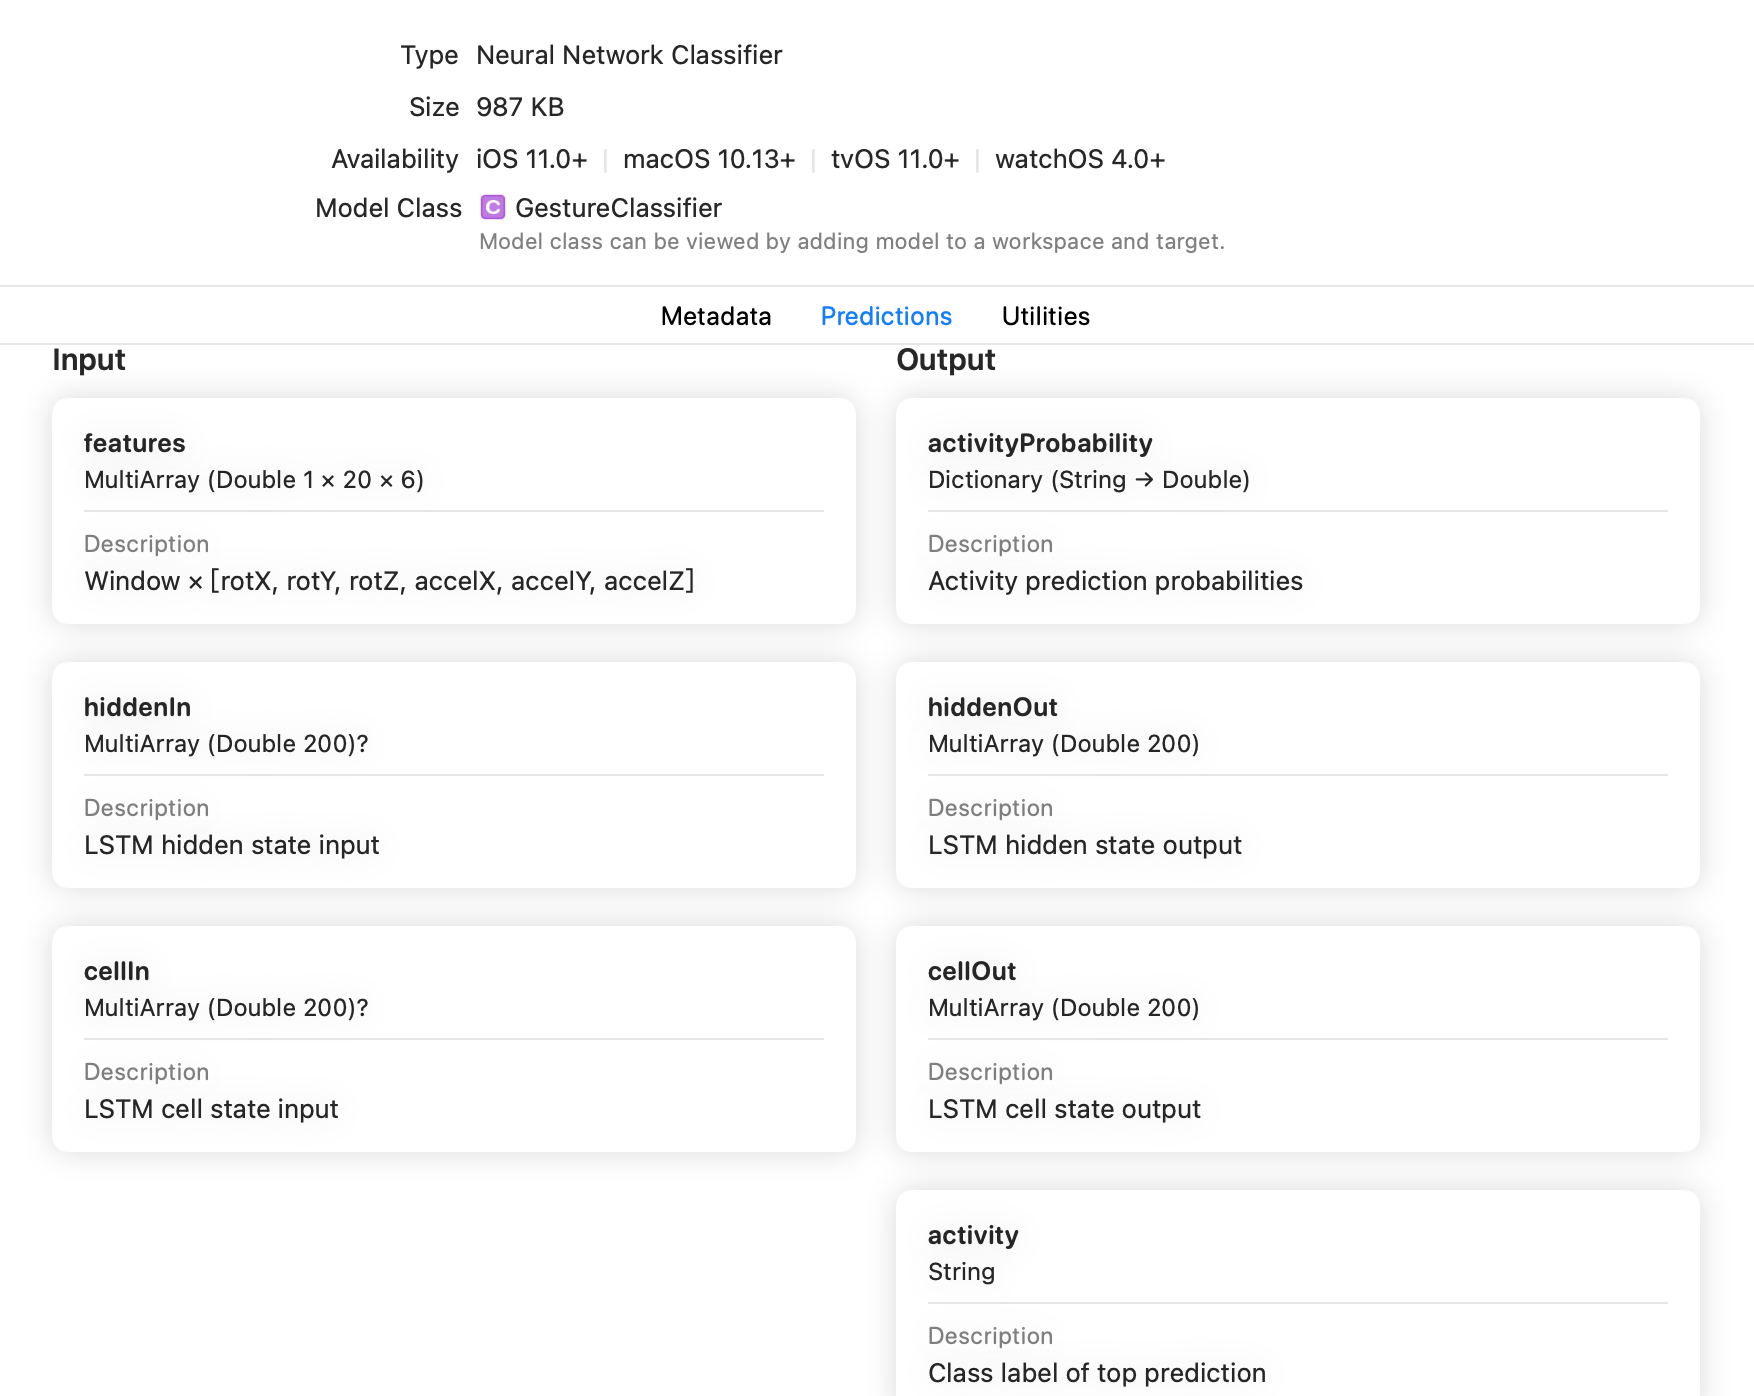 Type Neural Network Classifier
Size 987 KB
Availability iOS 11.0+ | macOS 10.13+ | tvOS 11.0+ | watchOS 4.0+
Model Class C GestureClassifier
Model class can be viewed by adding model to a workspace and target.
Metadata Predictions Utilities
Input
features
MultiArray (Double 1 × 20 × 6)
Description
Window × [rotX, rotY, rotZ, accelX, accelY, accelZ]
hiddenIn
MultiArray (Double 200)?
Description
LSTM hidden state input
cellIn
MultiArray (Double 200)?
Description
LSTM cell state input
Output
activityProbability
Dictionary (String → Double)
Description
Activity prediction probabilities
hiddenOut
MultiArray (Double 200)
Description
LSTM hidden state output
cellOut
MultiArray (Double 200)
Description
LSTM cell state output
activity
String
Description
Class label of top prediction